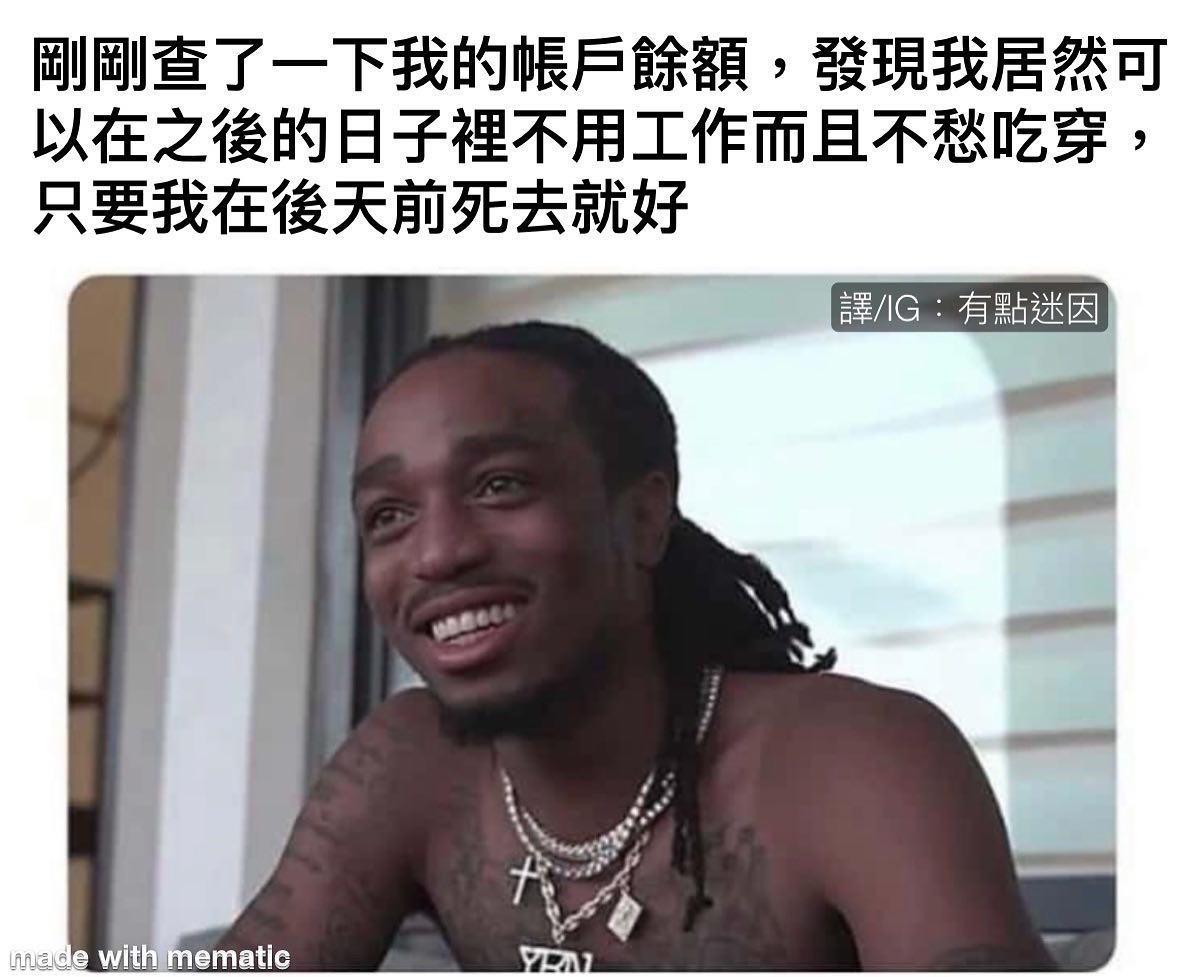 剛剛查了一下我的帳戶餘額，發現我居然可
以在之後的日子裡不用工作而且不愁吃穿，
只要我在後天前死去就好
譯/IG：有點迷因
YRN
made with mematic